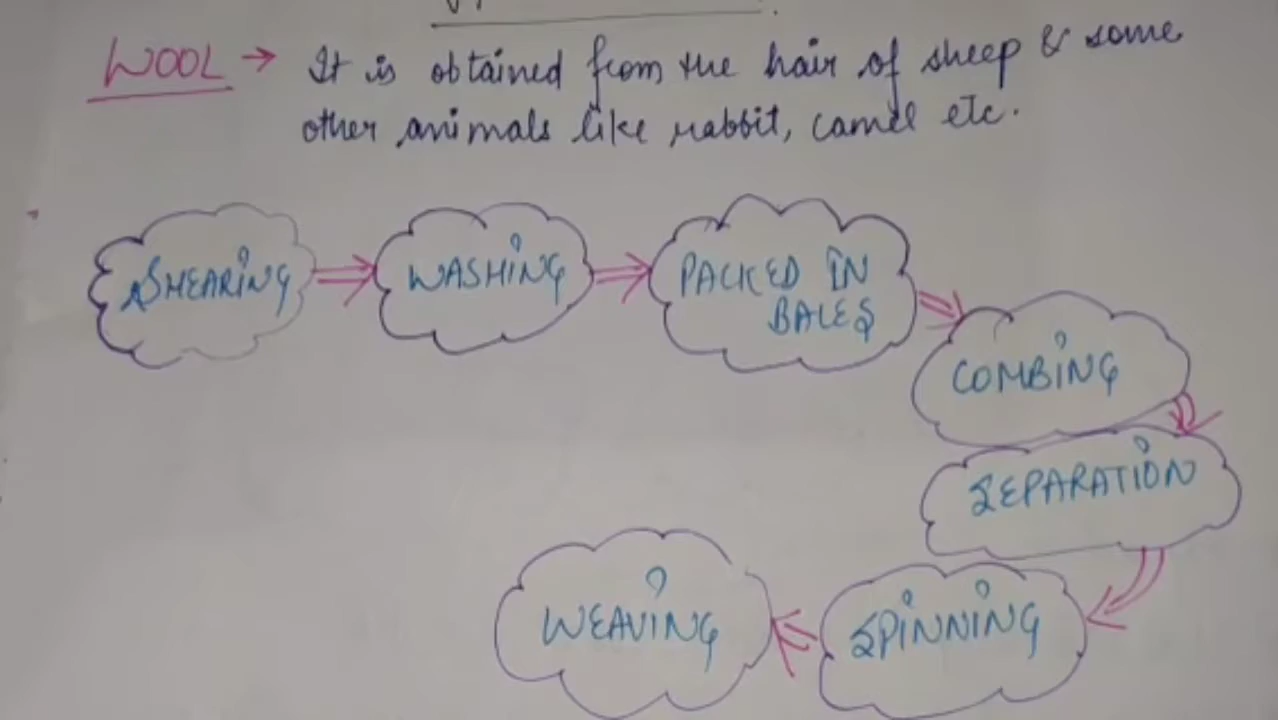 WOOL → It is obtained from the hair of sheep & some
other animals like rabbit, camel etc.
SHEARING
WASHING
PACKED IN
BALES
COMBING
SEPARATION
SPINNING
WEAVING